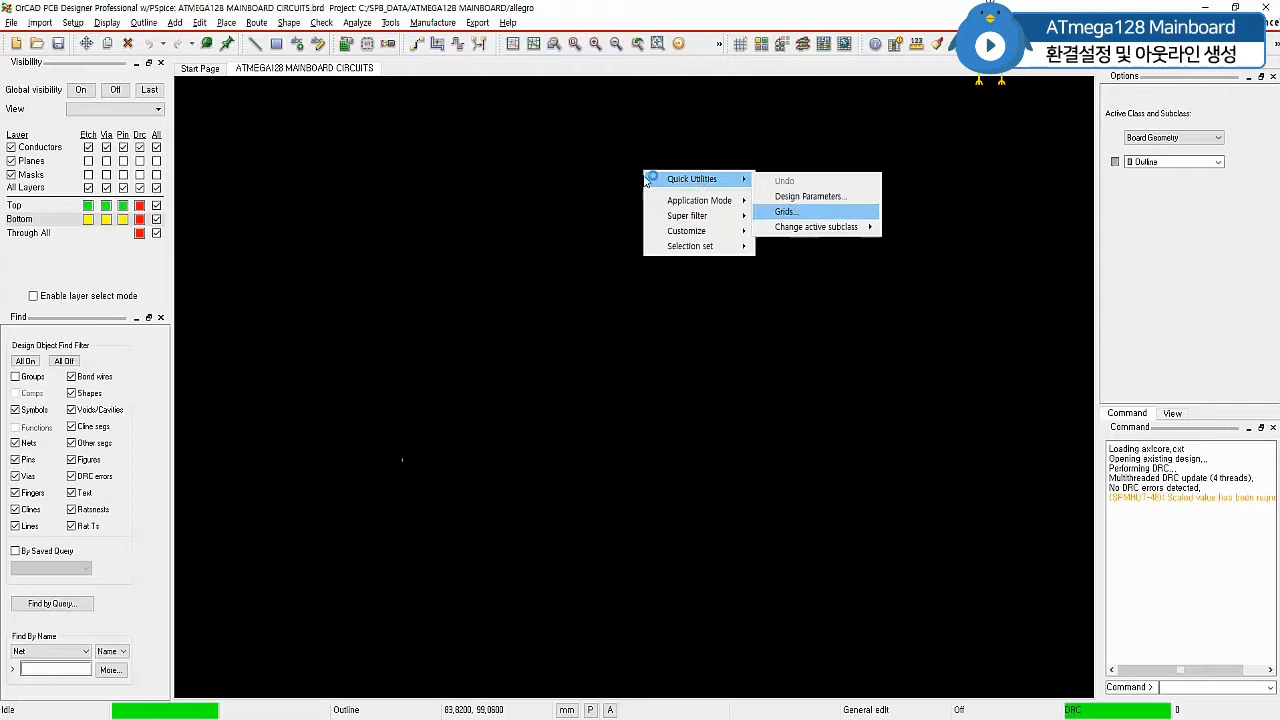 OrCAD PCB Designer Professional w/PSpice: ATMEGA128 MAINBOARD CIRCUITS.brd Project: C:/SPB_DATA/ATMEGA128 MAINBOARD/allegro
File Import Setup Display Outline Add Edit Place Route Shape Check Analyze Tools Manufacture Export Help
ATmega128 Mainboard
환결설정 및 아웃라인 생성
Visibility
Start Page ATMEGA128 MAINBOARD CIRCUITS
Options
Global visibility On Off Last
View
Layer Etch Via Pin Drc All
Conductors
Planes
Masks
All Layers
Top
Bottom
Through All
Enable layer select mode
Active Class and Subclass:
Board Geometry
Outline
Quick Utilities
Application Mode
Super filter
Customize
Selection set
Undo
Design Parameters...
Grids...
Change active subclass
Find
Design Object Find Filter
All On All Off
Groups Bond wires
Comps Shapes
Symbols Voids/Cavities
Functions Cline segs
Nets Other segs
Pins Figures
Vias DRC errors
Fingers Text
Clines Ratsnests
Lines Rat Ts
By Saved Query
Find by Query...
Find By Name
Net Name
> More...
Command View
Command
Loading axlcore.cxt
Opening existing design...
Performing DRC...
Multithreaded DRC update (4 threads).
No DRC errors detected.
(SPMHUT-48): Scaled value has been roun
Command >
Idle Outline 83,8200, 99,0600 mm P A General edit Off DRC 0